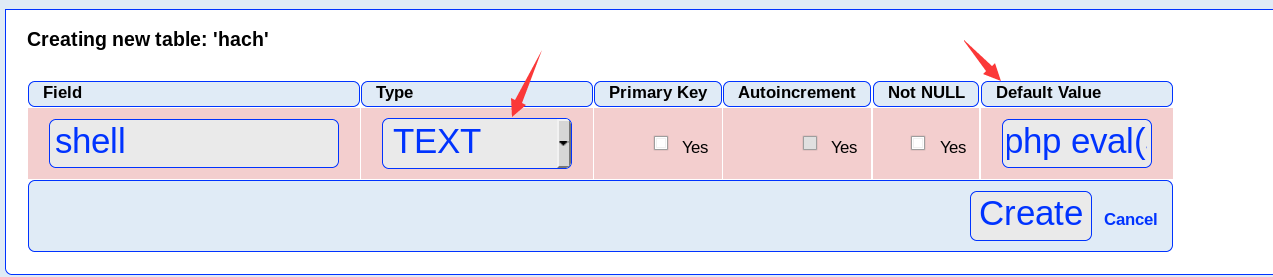 Creating new table: 'hach'
Field Type Primary Key Autoincrement Not NULL Default Value
shell TEXT Yes Yes Yes php eval(
Create Cancel